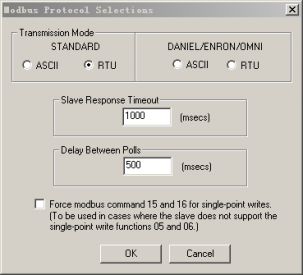 Modbus Protocol Selections
Transmission Mode
STANDARD
DANIEL/ENRON/OMNI
ASCII
RTU
ASCII
RTU
Slave Response Timeout
1000 (msecs)
Delay Between Polls
500 (msecs)
Force modbus command 15 and 16 for single-point writes.
(To be used in cases where the slave does not support the
single-point write functions 05 and 06.)
OK
Cancel